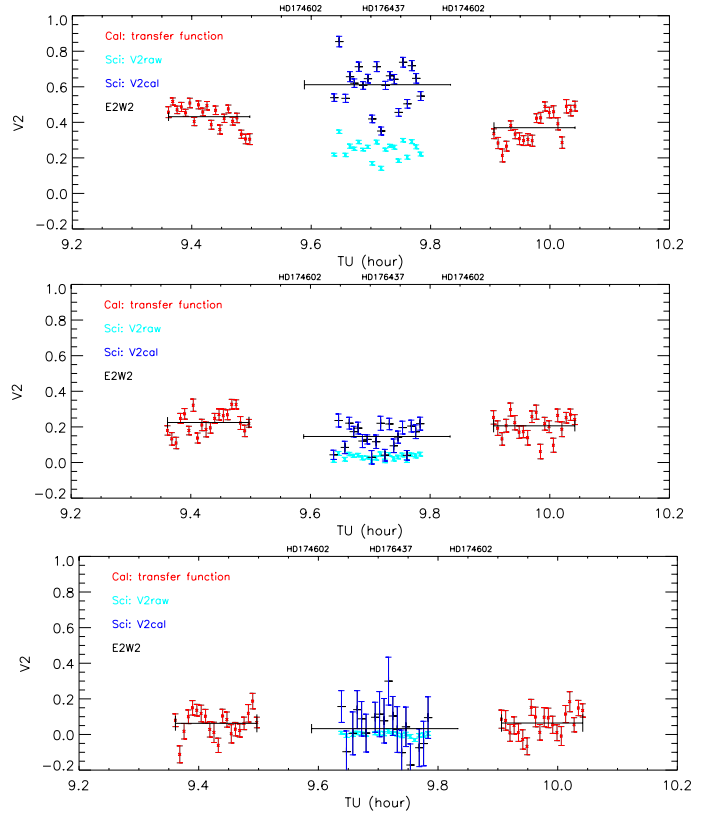 HD174602 HD176437 HD174602
1.0
Cal: transfer function
0.8
Sci: V2raw
0.6
Sci: V2cal
E2W2
V2
0.4
0.2
0.0
-0.2
9.2 9.4 9.6 9.8 10.0 10.2
TU (hour)
HD174602 HD176437 HD174602
1.0
Cal: transfer function
0.8
Sci: V2raw
Sci: V2cal
0.6
E2W2
V2
0.4
0.2
0.0
-0.2
9.2 9.4 9.6 9.8 10.0 10.2
TU (hour)
HD174602 HD176437 HD174602
1.0
Cal: transfer function
0.8
Sci: V2raw
Sci: V2cal
0.6
E2W2
V2
0.4
0.2
0.0
-0.2
9.2 9.4 9.6 9.8 10.0 10.2
TU (hour)